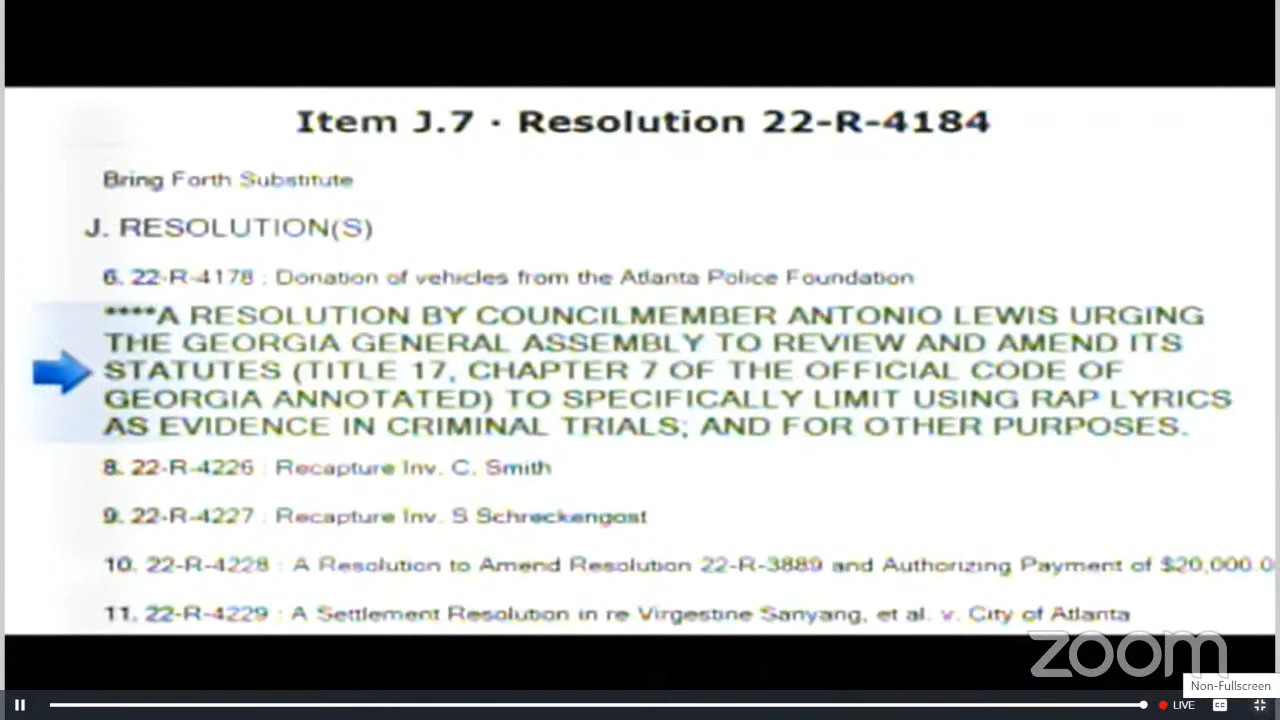 Item J.7 · Resolution 22-R-4184
Bring Forth Substitute
J. RESOLUTION(S)
6. 22-R-4178 : Donation of vehicles from the Atlanta Police Foundation
****A RESOLUTION BY COUNCILMEMBER ANTONIO LEWIS URGING
THE GEORGIA GENERAL ASSEMBLY TO REVIEW AND AMEND ITS
STATUTES (TITLE 17, CHAPTER 7 OF THE OFFICIAL CODE OF
GEORGIA ANNOTATED) TO SPECIFICALLY LIMIT USING RAP LYRICS
AS EVIDENCE IN CRIMINAL TRIALS; AND FOR OTHER PURPOSES.
8. 22-R-4226 : Recapture Inv. C. Smith
9. 22-R-4227 : Recapture Inv. S Schreckengost
10. 22-R-4228 : A Resolution to Amend Resolution 22-R-3889 and Authorizing Payment of $20,000 0
11. 22-R-4229 : A Settlement Resolution in re Virgestine Sanyang, et al. v. City of Atlanta
zoom
Non-Fullscreen
LIVE CC